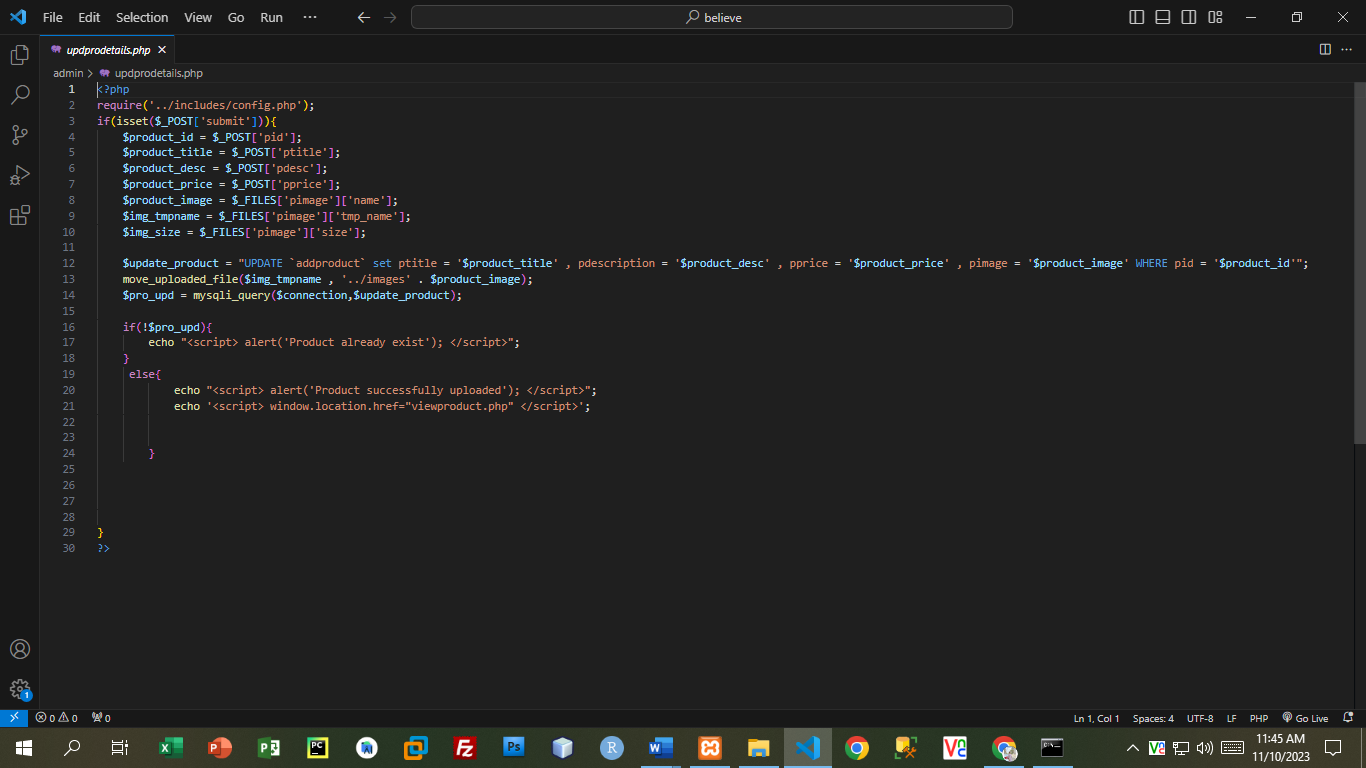 File Edit Selection View Go Run ··· believe
updprodetails.php
admin > updprodetails.php
1 <?php
2 require('../includes/config.php');
3 if(isset($_POST['submit'])){
4 $product_id = $_POST['pid'];
5 $product_title = $_POST['ptitle'];
6 $product_desc = $_POST['pdesc'];
7 $product_price = $_POST['pprice'];
8 $product_image = $_FILES['pimage']['name'];
9 $img_tmpname = $_FILES['pimage']['tmp_name'];
10 $img_size = $_FILES['pimage']['size'];
11
12 $update_product = "UPDATE `addproduct` set ptitle = '$product_title' , pdescription = '$product_desc' , pprice = '$product_price' , pimage = '$product_image' WHERE pid = '$product_id'";
13 move_uploaded_file($img_tmpname , '../images' . $product_image);
14 $pro_upd = mysqli_query($connection,$update_product);
15
16 if(!$pro_upd){
17 echo "<script> alert('Product already exist'); </script>";
18 }
19 else{
20 echo "<script> alert('Product successfully uploaded'); </script>";
21 echo '<script> window.location.href="viewproduct.php" </script>';
22
23
24 }
25
26
27
28
29 }
30 ?>
1
0 0 0 Ln 1, Col 1 Spaces: 4 UTF-8 LF PHP Go Live
11:45 AM
11/10/2023